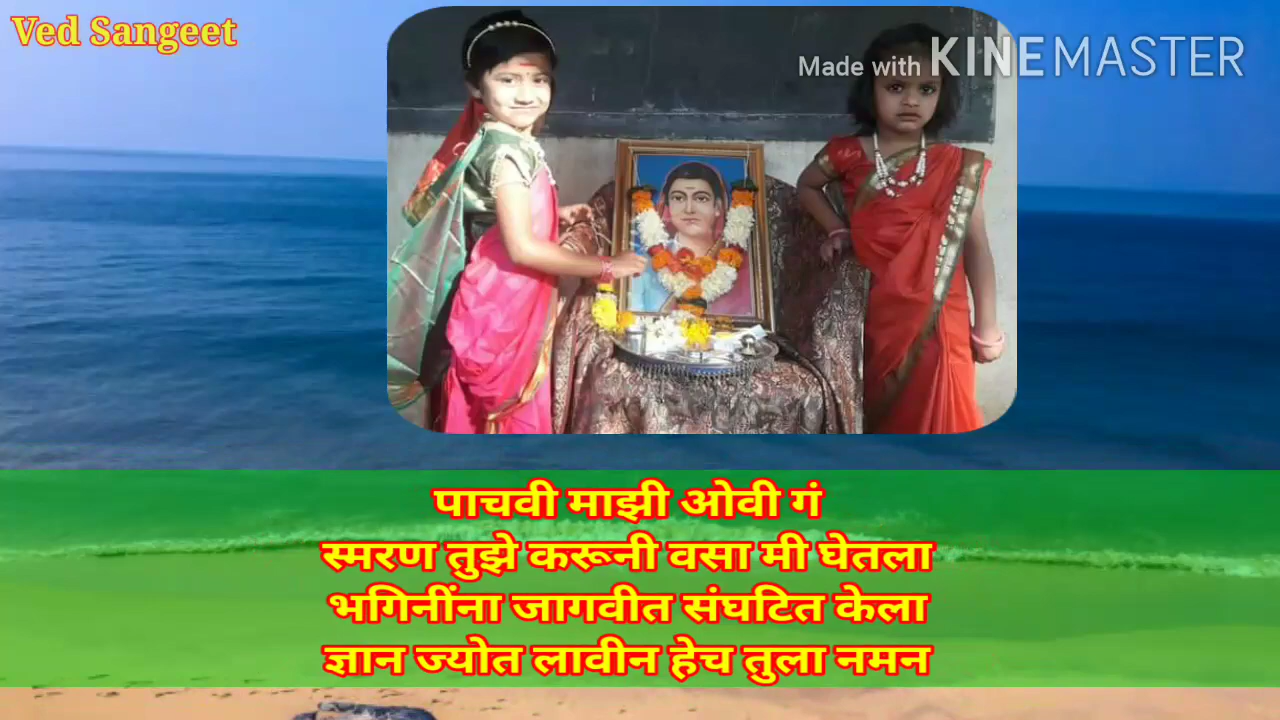 Ved Sangeet
Made with KINEMASTER
पाचवी माझी ओवी गं
स्मरण तुझे करूनी वसा मी घेतला
भगिनींना जागवीत संघटित केला
ज्ञान ज्योत लावीन हेच तुला नमन